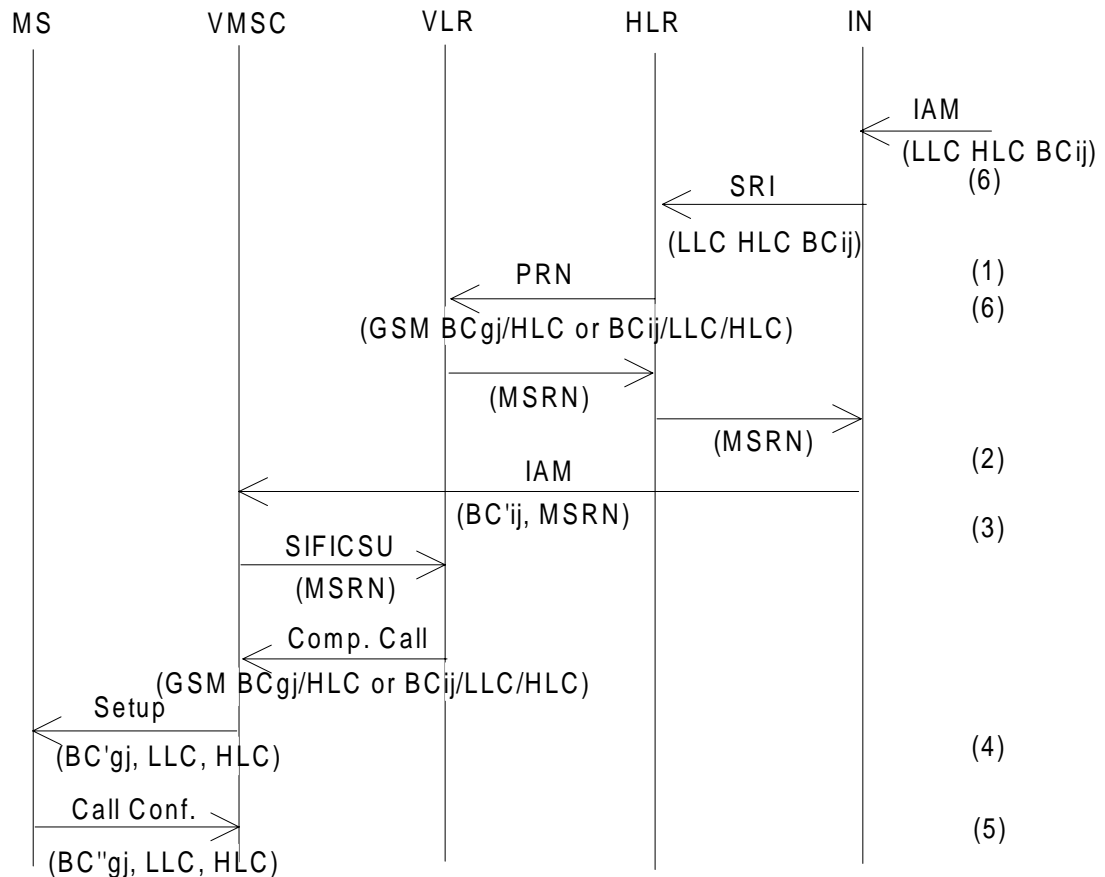 MS VMSC VLR HLR IN
IAM
(LLC HLC BCij)
(6)
SRI
(LLC HLC BCij)
(1)
PRN
(6)
(GSM BCgj/HLC or BCij/LLC/HLC)
(MSRN)
(MSRN)
(2)
IAM
(BC'ij, MSRN)
(3)
SIFICSU
(MSRN)
Comp. Call
(GSM BCgj/HLC or BCij/LLC/HLC)
Setup
(BC'gj, LLC, HLC)
(4)
Call Conf.
(5)
(BC''gj, LLC, HLC)